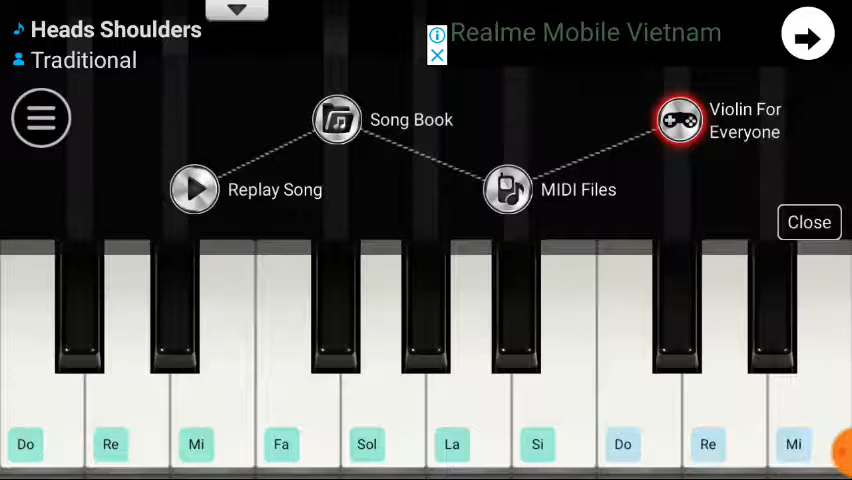 Heads Shoulders
Traditional
Realme Mobile Vietnam
Song Book
Violin For
Everyone
Replay Song
MIDI Files
Close
Do Re Mi Fa Sol La Si Do Re Mi